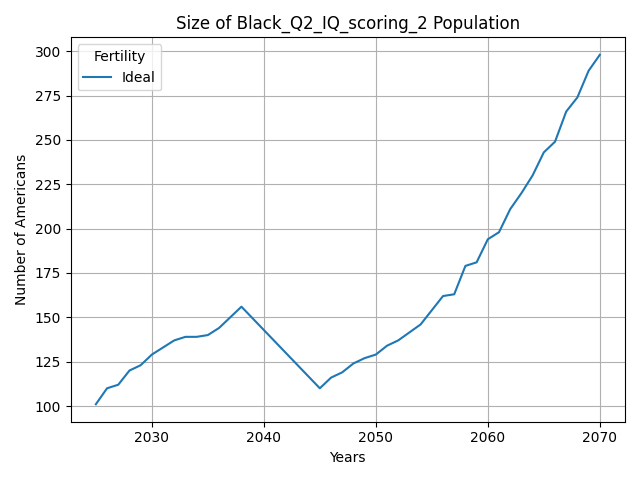 Size of Black_Q2_IQ_scoring_2 Population
Fertility
Ideal
Number of Americans
300
275
250
225
200
175
150
125
100
2030
2040
2050
2060
2070
Years